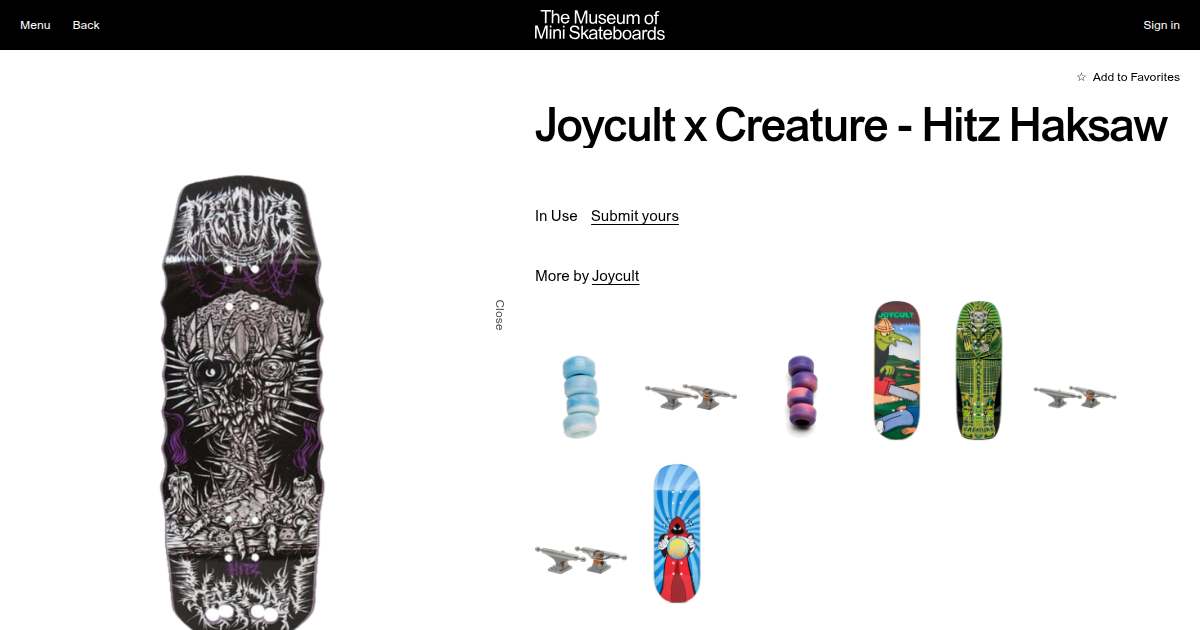 Menu
Back
The Museum of
Mini Skateboards
Sign in
☆ Add to Favorites
Joycult x Creature - Hitz Haksaw
In Use Submit yours
More by Joycult
Close
CREATURE
HITZ
JOYCULT
CREATURE